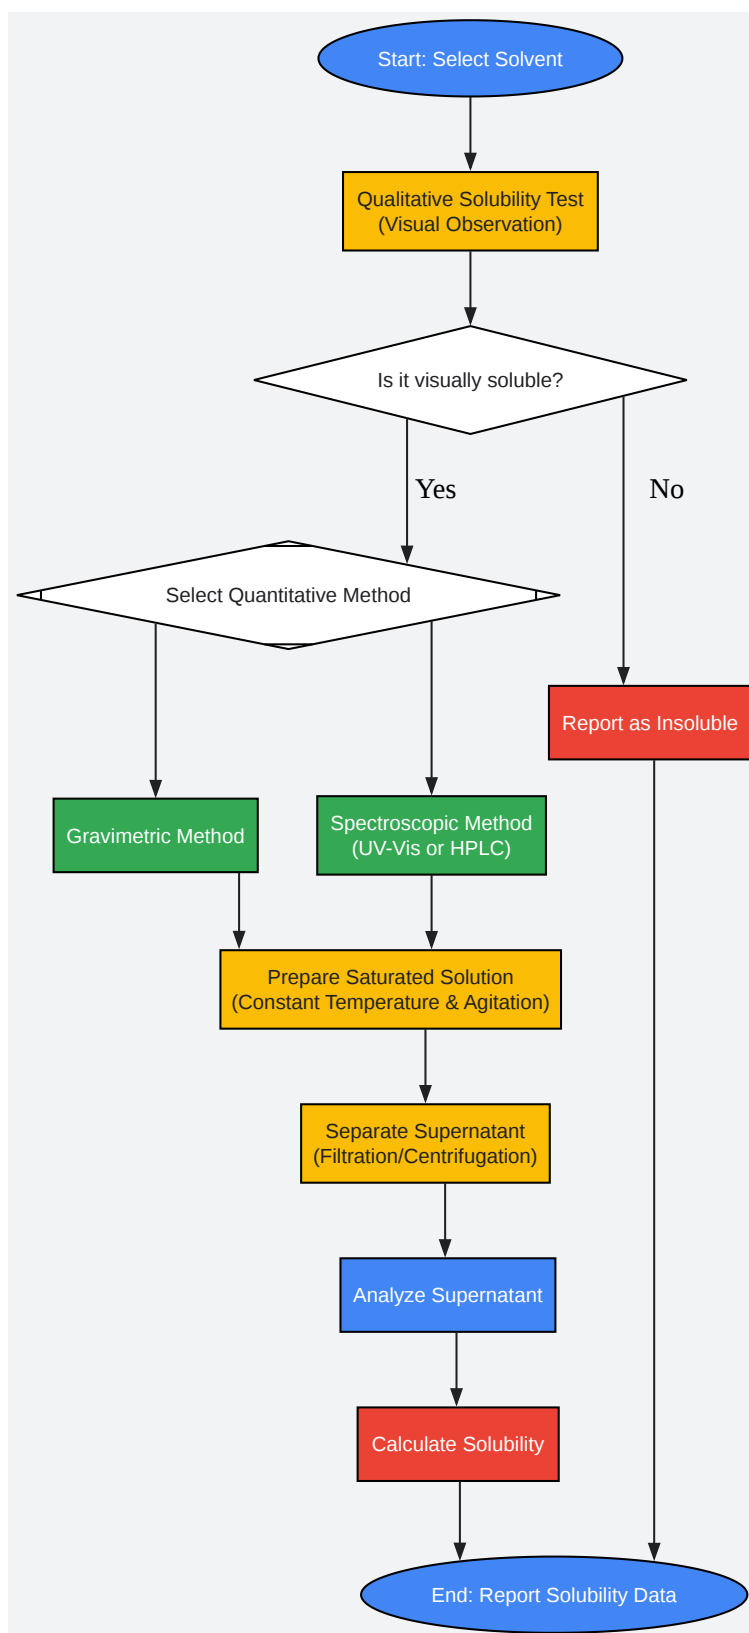 Start: Select Solvent
Qualitative Solubility Test
(Visual Observation)
Is it visually soluble?
Yes
No
Select Quantitative Method
Report as Insoluble
Gravimetric Method
Spectroscopic Method
(UV-Vis or HPLC)
Prepare Saturated Solution
(Constant Temperature & Agitation)
Separate Supernatant
(Filtration/Centrifugation)
Analyze Supernatant
Calculate Solubility
End: Report Solubility Data